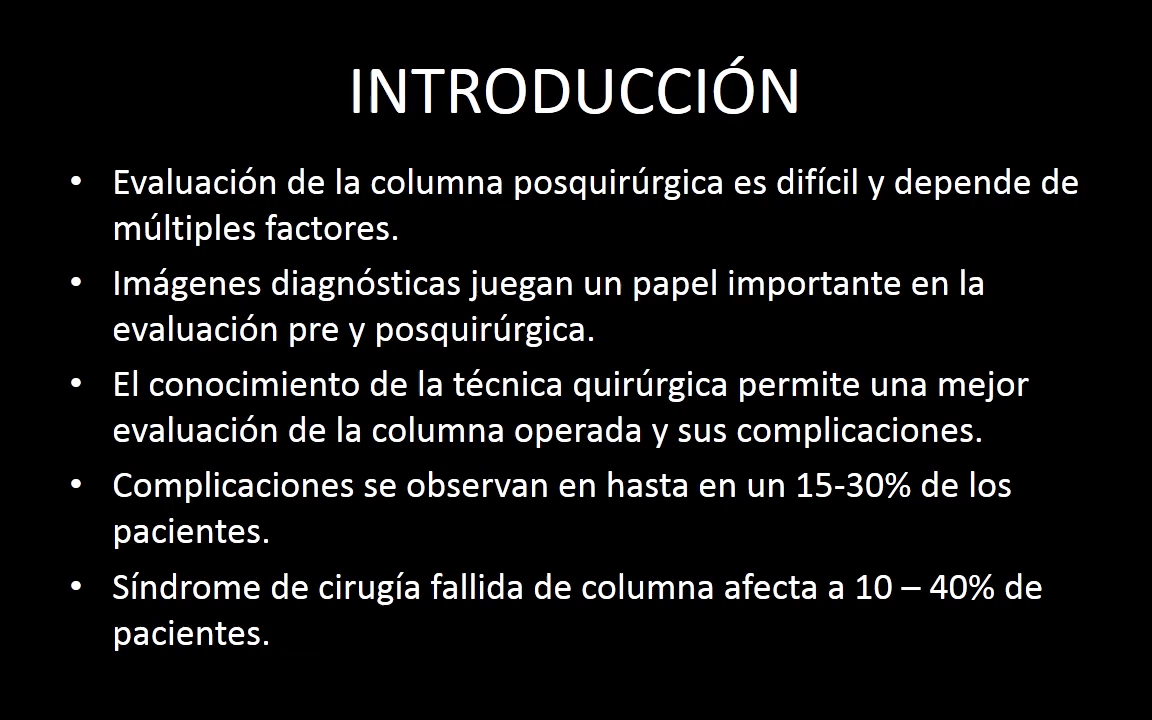 INTRODUCCIÓN
• Evaluación de la columna posquirúrgica es difícil y depende de
múltiples factores.
• Imágenes diagnósticas juegan un papel importante en la
evaluación pre y posquirúrgica.
• El conocimiento de la técnica quirúrgica permite una mejor
evaluación de la columna operada y sus complicaciones.
• Complicaciones se observan en hasta en un 15-30% de los
pacientes.
• Síndrome de cirugía fallida de columna afecta a 10 – 40% de
pacientes.